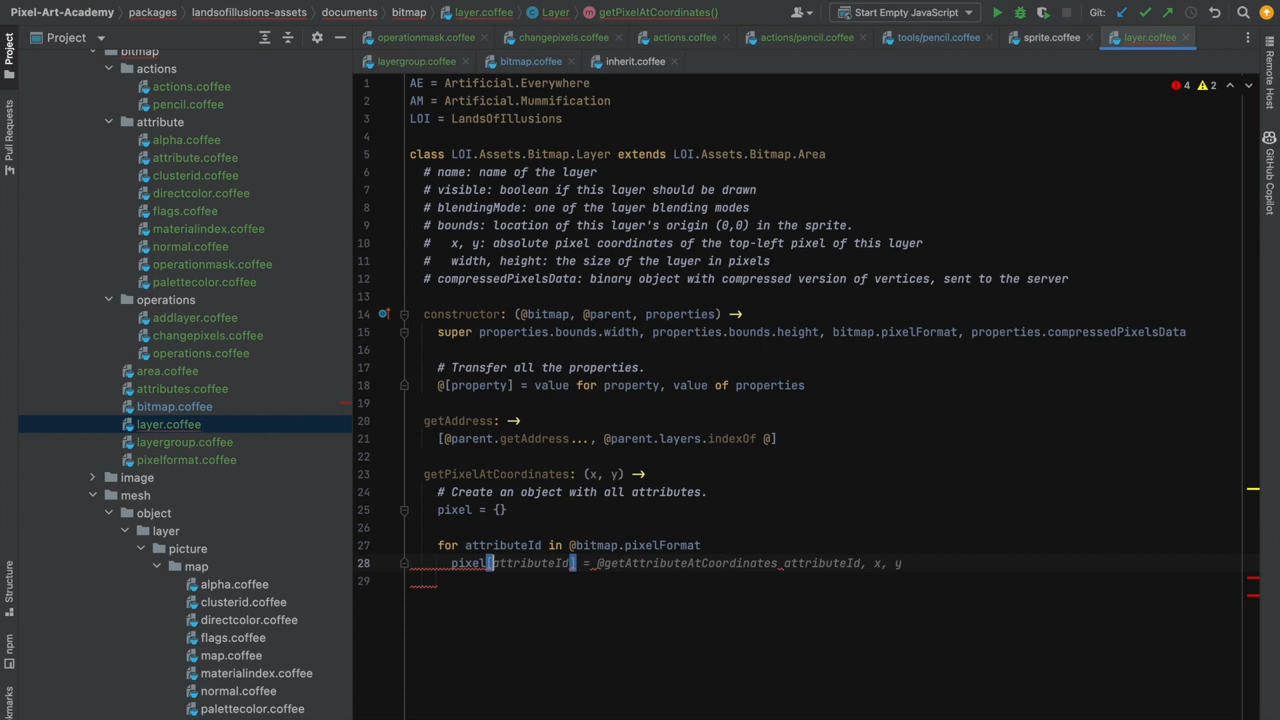 Pixel-Art-Academy > packages > landsofillusions-assets > documents > bitmap > layer.coffee > Layer > getPixelAtCoordinates()
Start Empty JavaScript
Git:
Project
operationmask.coffee
changepixels.coffee
actions.coffee
actions/pencil.coffee
tools/pencil.coffee
sprite.coffee
layer.coffee
layergroup.coffee
bitmap.coffee
inherit.coffee
Project
Pull Requests
Structure
npm
Remote Host
GitHub Copilot
4
2
bitmap
actions
actions.coffee
pencil.coffee
attribute
alpha.coffee
attribute.coffee
clusterid.coffee
directcolor.coffee
flags.coffee
materialindex.coffee
normal.coffee
operationmask.coffee
palettecolor.coffee
operations
addlayer.coffee
changepixels.coffee
operations.coffee
area.coffee
attributes.coffee
bitmap.coffee
layer.coffee
layergroup.coffee
pixelformat.coffee
image
mesh
object
layer
picture
map
alpha.coffee
clusterid.coffee
directcolor.coffee
flags.coffee
map.coffee
materialindex.coffee
normal.coffee
palettecolor.coffee
1 AE = Artificial.Everywhere
2 AM = Artificial.Mummification
3 LOI = LandsOfIllusions
4
5 class LOI.Assets.Bitmap.Layer extends LOI.Assets.Bitmap.Area
6 # name: name of the layer
7 # visible: boolean if this layer should be drawn
8 # blendingMode: one of the layer blending modes
9 # bounds: location of this layer's origin (0,0) in the sprite.
10 #   x, y: absolute pixel coordinates of the top-left pixel of this layer
11 #   width, height: the size of the layer in pixels
12 # compressedPixelsData: binary object with compressed version of vertices, sent to the server
13
14 constructor: (@bitmap, @parent, properties) ->
15 super properties.bounds.width, properties.bounds.height, bitmap.pixelFormat, properties.compressedPixelsData
16
17 # Transfer all the properties.
18 @[property] = value for property, value of properties
19
20 getAddress: ->
21 [@parent.getAddress..., @parent.layers.indexOf @]
22
23 getPixelAtCoordinates: (x, y) ->
24 # Create an object with all attributes.
25 pixel = {}
26
27 for attributeId in @bitmap.pixelFormat
28 pixel[attributeId] = @getAttributeAtCoordinates attributeId, x, y
29